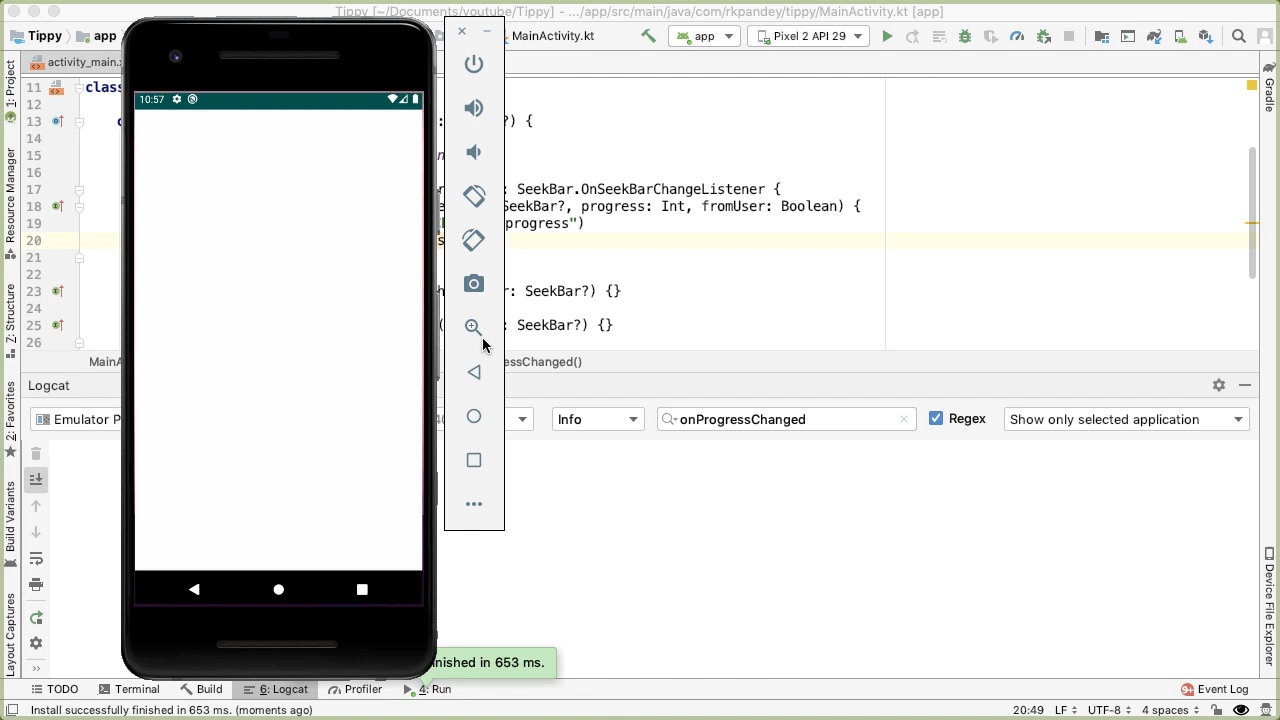 Tippy [~/Documents/youtube/Tippy] - .../app/src/main/java/com/rkpandey/tippy/MainActivity.kt [app]
Tippy
app
MainActivity.kt
app
Pixel 2 API 29
activity_main.
11 class
12
13 ?) {
14
15
16
17 : SeekBar.OnSeekBarChangeListener {
18 eekBar?, progress: Int, fromUser: Boolean) {
19 progress")
20
21
22
23 r: SeekBar?) {}
24
25 : SeekBar?) {}
26
10:57
MainA
essChanged()
Logcat
Emulator P
Info
onProgressChanged
Regex
Show only selected application
1: Project
Resource Manager
Z: Structure
2: Favorites
Build Variants
Layout Captures
Gradle
Device File Explorer
inished in 653 ms.
TODO
Terminal
Build
6: Logcat
Profiler
4: Run
9+ Event Log
Install successfully finished in 653 ms. (moments ago)
20:49
LF
UTF-8
4 spaces